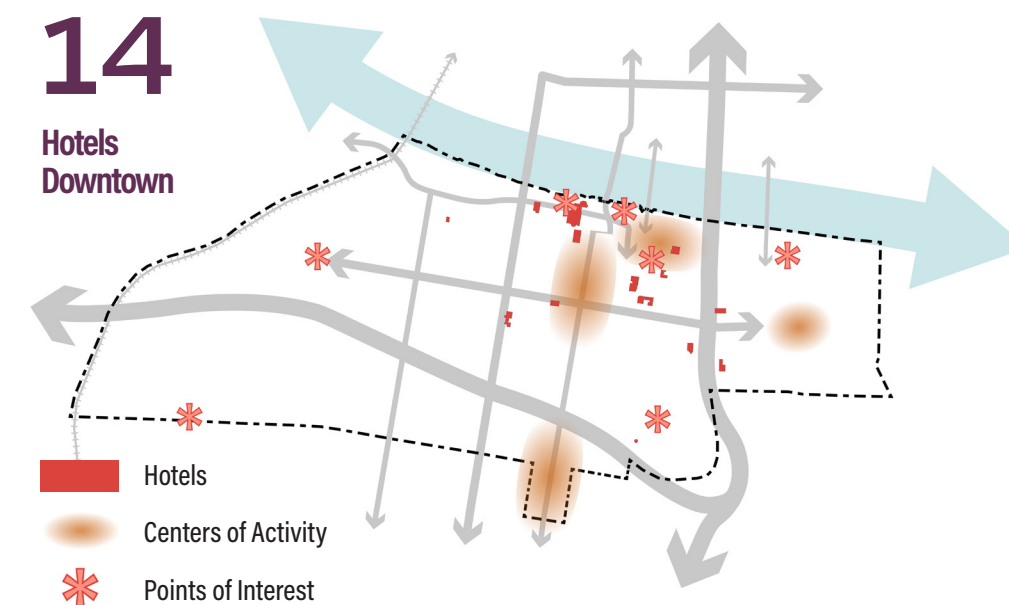 14
Hotels
Downtown
Hotels
Centers of Activity
Points of Interest